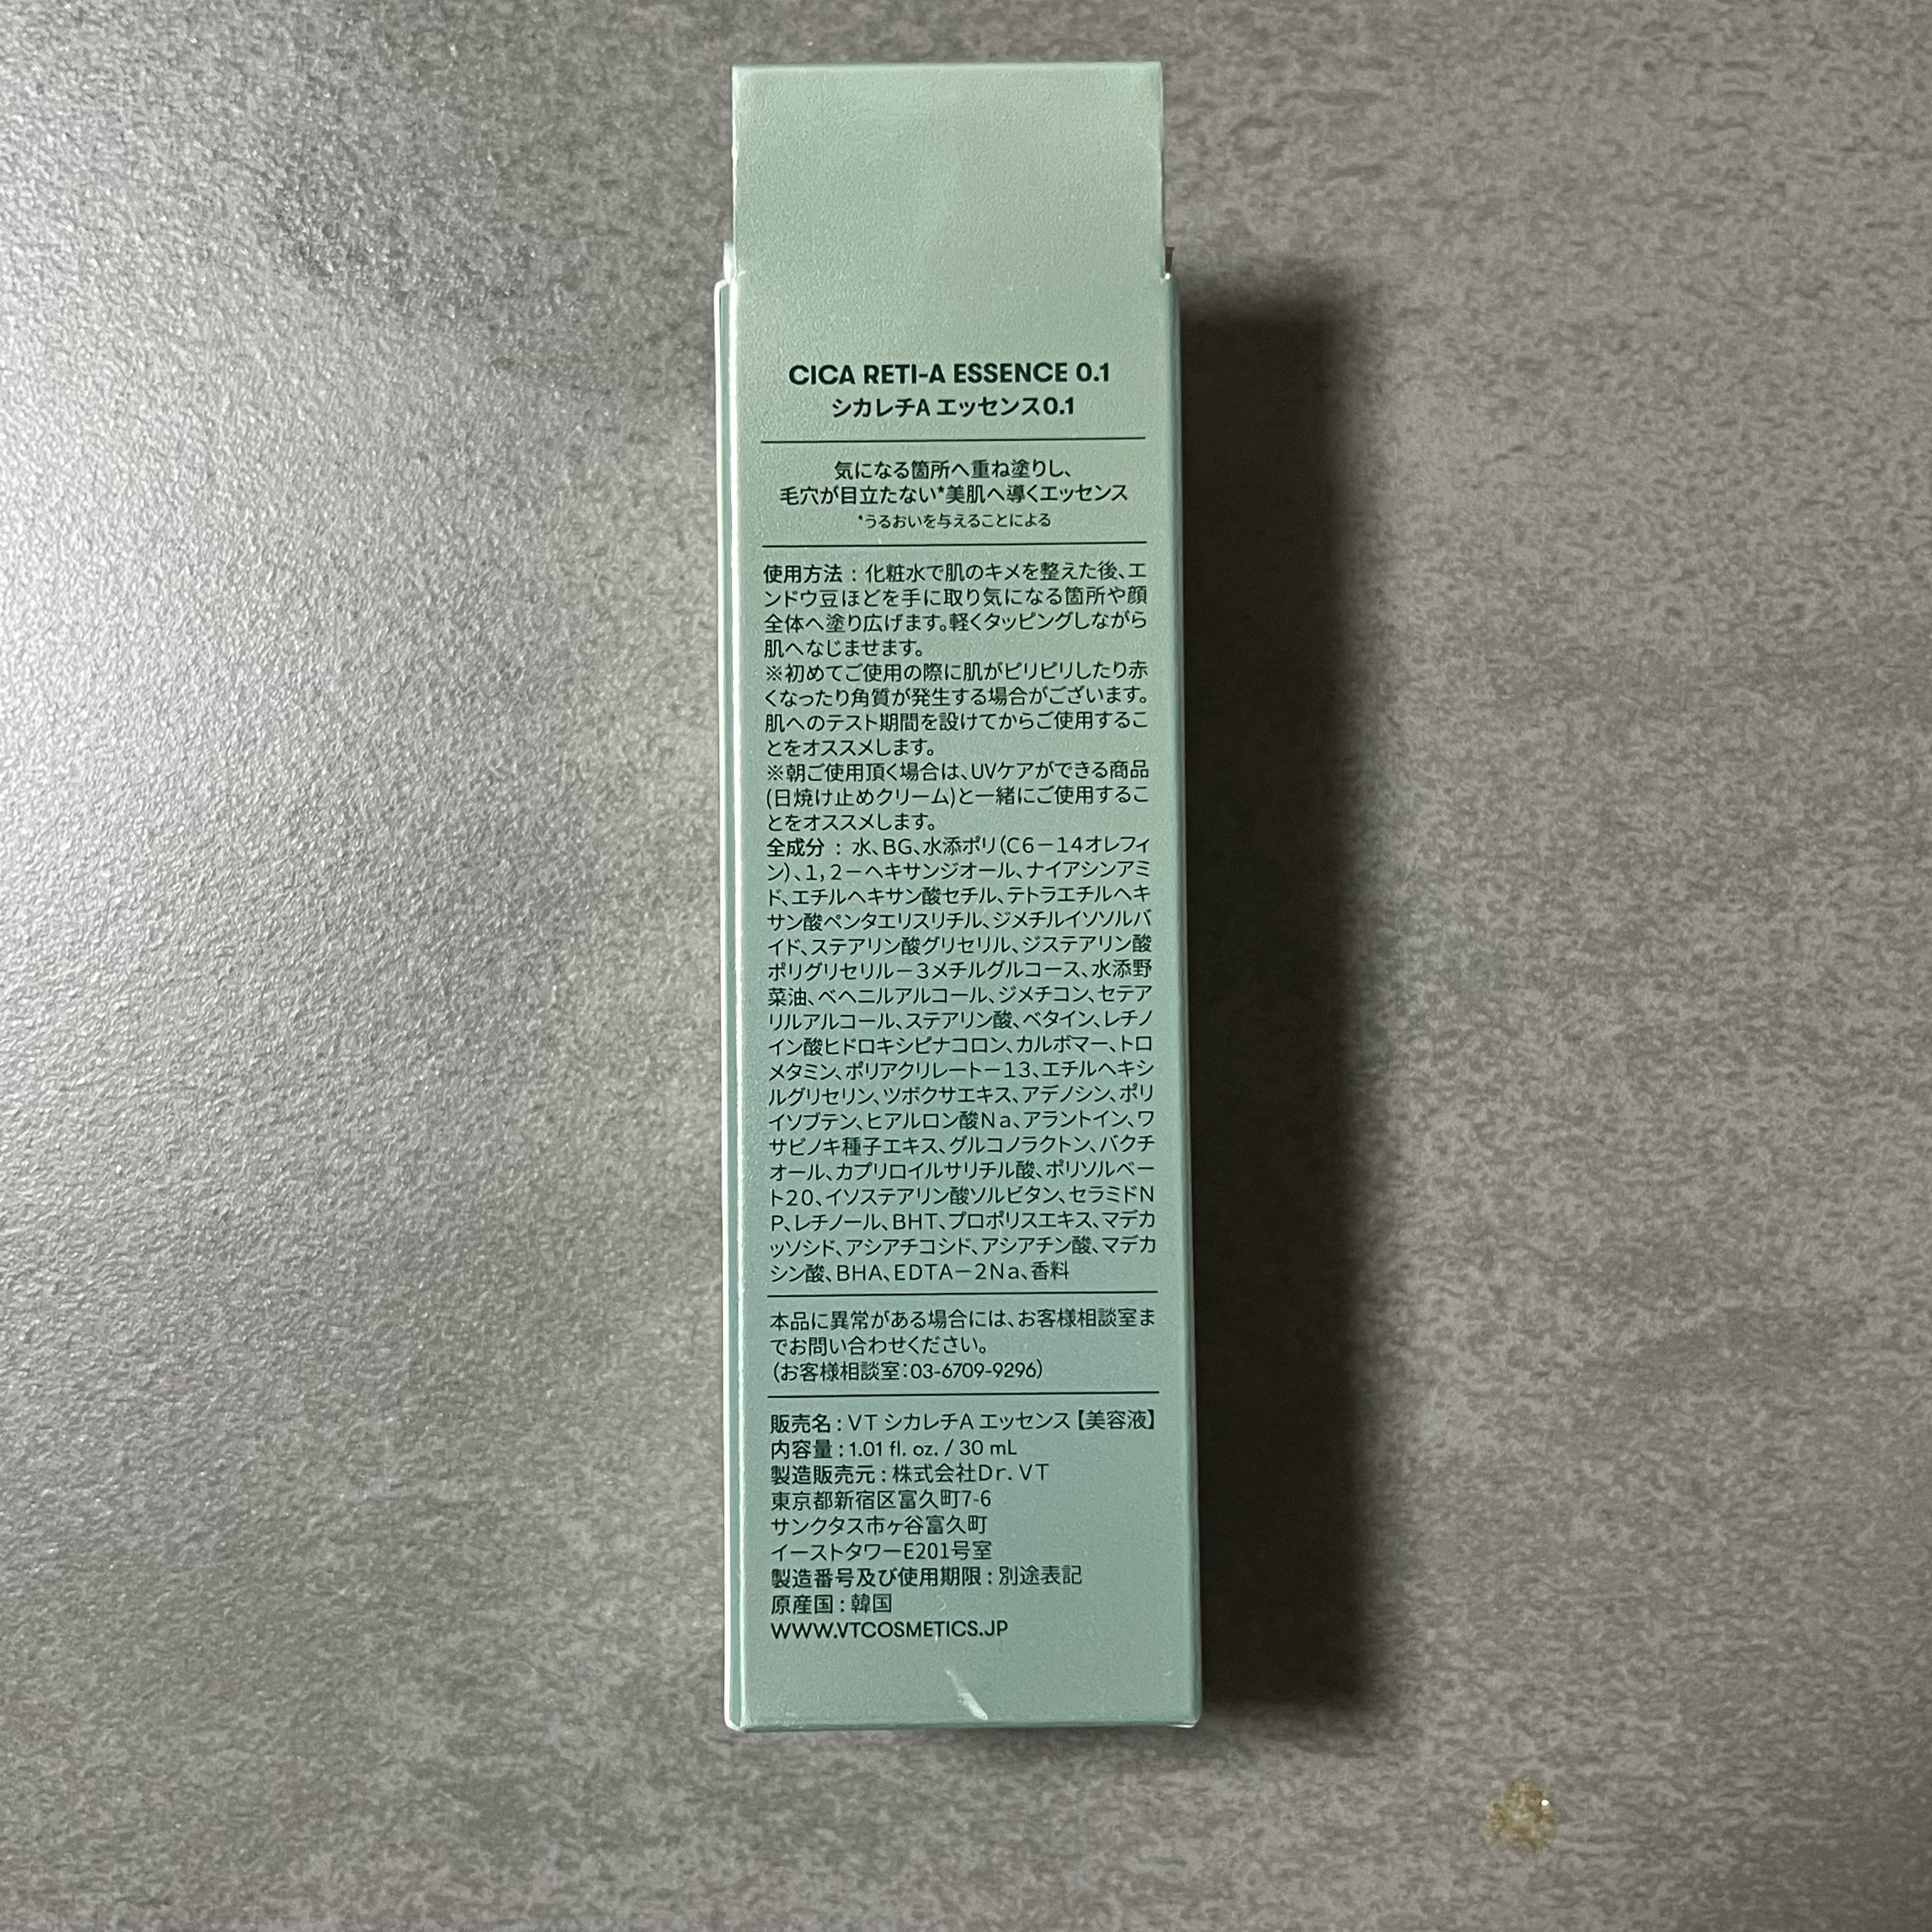 CICA RETI-A ESSENCE 0.1
シカレチA エッセンス0.1
気になる箇所へ重ね塗りし、
毛穴が目立たない*美肌へ導くエッセンス
*うるおいを与えることによる
使用方法 : 化粧水で肌のキメを整えた後、エ
ンドウ豆ほどを手に取り気になる箇所や顔
全体へ塗り広げます。軽くタッピングしながら
肌へなじませます。
※初めてご使用の際に肌がピリピリしたり赤
くなったり角質が発生する場合がございます。
肌へのテスト期間を設けてからご使用するこ
とをオススメします。
※朝ご使用頂く場合は、UVケアができる商品
(日焼け止めクリーム)と一緒にご使用するこ
とをオススメします。
全成分 : 水、BG、水添ポリ(C6－14オレフィ
ン)、1,2－ヘキサンジオール、ナイアシンアミ
ド、エチルヘキサン酸セチル、テトラエチルヘキ
サン酸ペンタエリスリチル、ジメチルイソソルバ
イド、ステアリン酸グリセリル、ジステアリン酸
ポリグリセリル－3メチルグルコース、水添野
菜油、ベヘニルアルコール、ジメチコン、セテア
リルアルコール、ステアリン酸、ベタイン、レチノ
イン酸ヒドロキシピナコロン、カルボマー、トロ
メタミン、ポリアクリレート－13、エチルヘキシ
ルグリセリン、ツボクサエキス、アデノシン、ポリ
イソブテン、ヒアルロン酸Na、アラントイン、ワ
サビノキ種子エキス、グルコノラクトン、バクチ
オール、カプリロイルサリチル酸、ポリソルベー
ト20、イソステアリン酸ソルビタン、セラミドN
P、レチノール、BHT、プロポリスエキス、マデカ
ッソシド、アシアチコシド、アシアチン酸、マデカ
シン酸、BHA、EDTA－2Na、香料
本品に異常がある場合には、お客様相談室ま
でお問い合わせください。
(お客様相談室:03-6709-9296)
販売名 : VT シカレチA エッセンス【美容液】
内容量 : 1.01 fl. oz. / 30 mL
製造販売元 : 株式会社Dr. VT
東京都新宿区富久町7-6
サンクタス市ヶ谷富久町
イーストタワーE201号室
製造番号及び使用期限 : 別途表記
原産国 : 韓国
WWW.VTCOSMETICS.JP